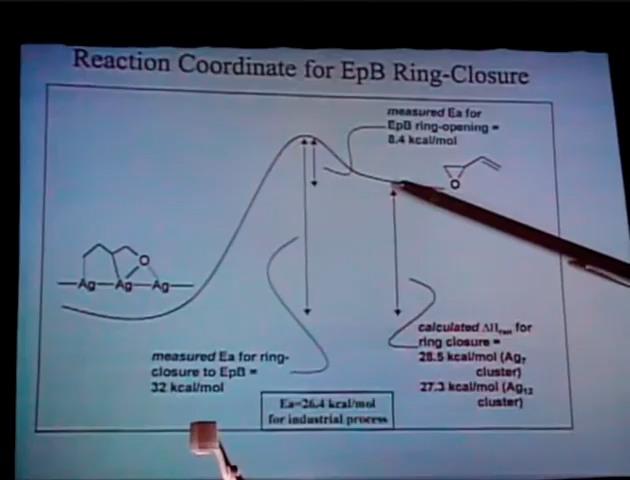 Reaction Coordinate for EpB Ring-Closure
measured Ea for
EpB ring-opening =
8.4 kcal/mol
O
O
Ag Ag Ag
calculated ΔHrxn for
ring closure =
28.5 kcal/mol (Ag7
cluster)
27.3 kcal/mol (Ag12
cluster)
measured Ea for ring-
closure to EpB =
32 kcal/mol
Ea=26.4 kcal/mol
for industrial process